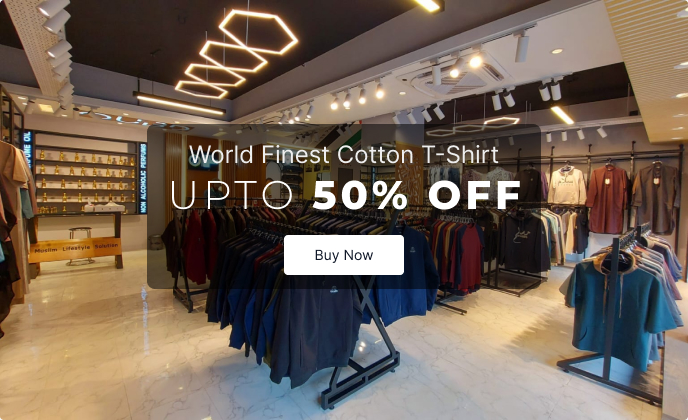 World Finest Cotton T-Shirt
UPTO 50% OFF
Buy Now
NON ALCOHOLIC PERFUME
Muslim Lifestyle Solution